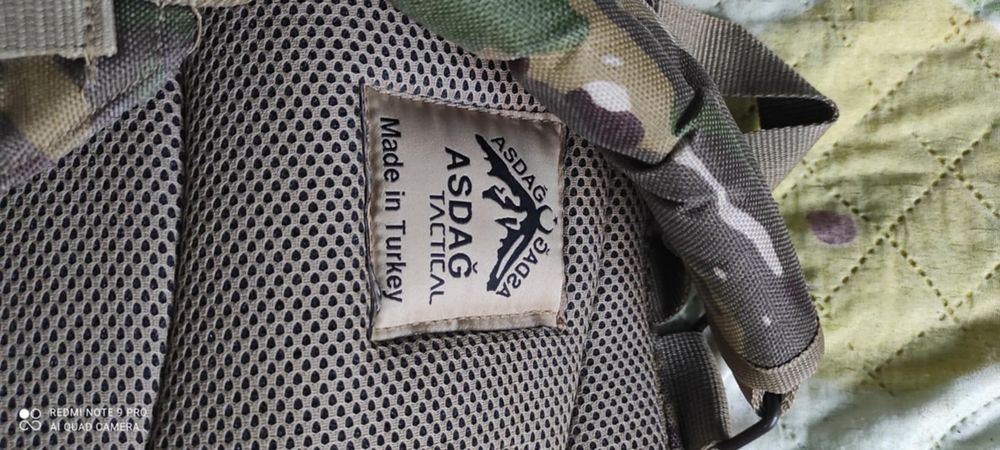 ASDAĞ ASDAĞ
ASDAĞ
TACTICAL
Made in Turkey
REDMI NOTE 9 PRO
AI QUAD CAMERA